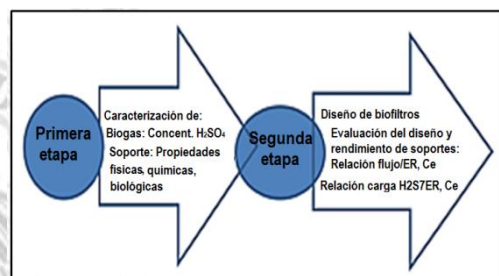 Primera
etapa
Caracterización de:
Biogas: Concent. H₂SO₄
Soporte: Propiedades
físicas, químicas,
biológicas
Segunda
etapa
Diseño de biofiltros
Evaluación del diseño y
rendimiento de soportes:
Relación flujo/ER, Ce
Relación carga H2S7ER, Ce